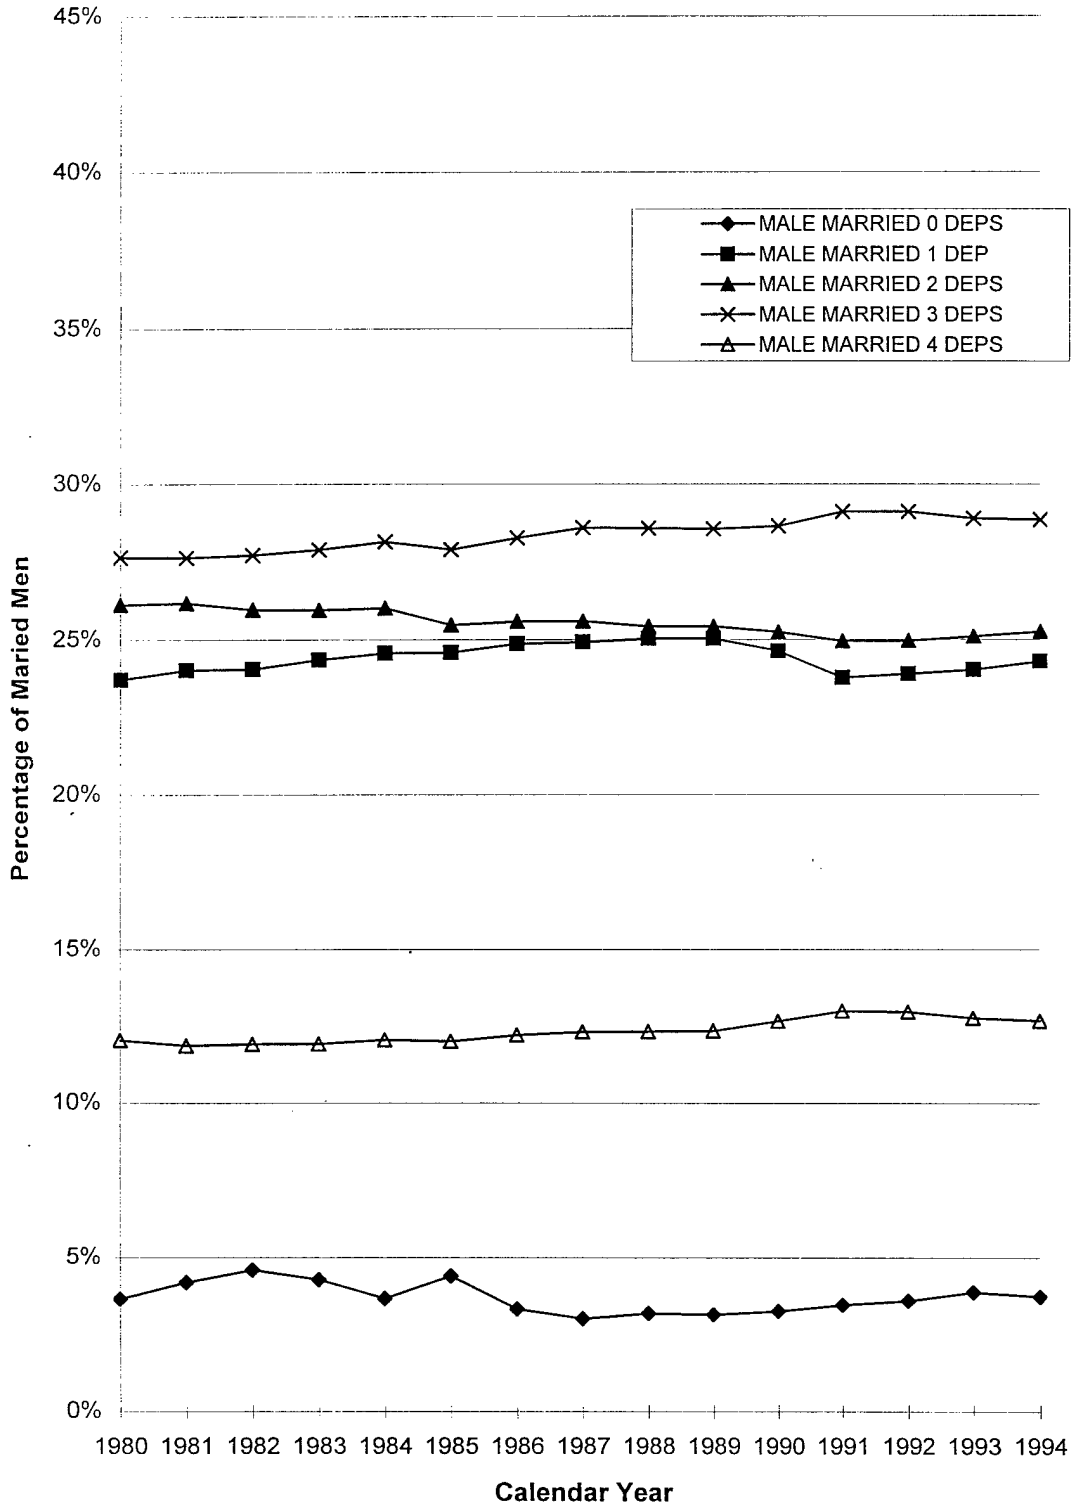 45%
40%
MALE MARRIED 0 DEPS
MALE MARRIED 1 DEP
MALE MARRIED 2 DEPS
MALE MARRIED 3 DEPS
MALE MARRIED 4 DEPS
35%
30%
25%
20%
15%
10%
5%
0%
Percentage of Maried Men
1980 1981 1982 1983 1984 1985 1986 1987 1988 1989 1990 1991 1992 1993 1994
Calendar Year